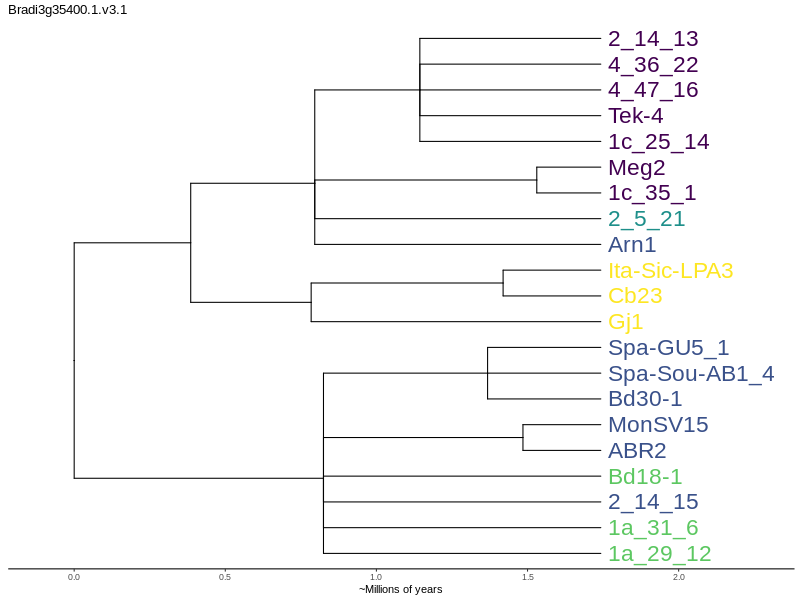 Bradi3g35400.1.v3.1
2_14_13
4_36_22
4_47_16
Tek-4
1c_25_14
Meg2
1c_35_1
2_5_21
Arn1
Ita-Sic-LPA3
Cb23
Gj1
Spa-GU5_1
Spa-Sou-AB1_4
Bd30-1
MonSV15
ABR2
Bd18-1
2_14_15
1a_31_6
1a_29_12
0.0 0.5 1.0 1.5 2.0
~Millions of years